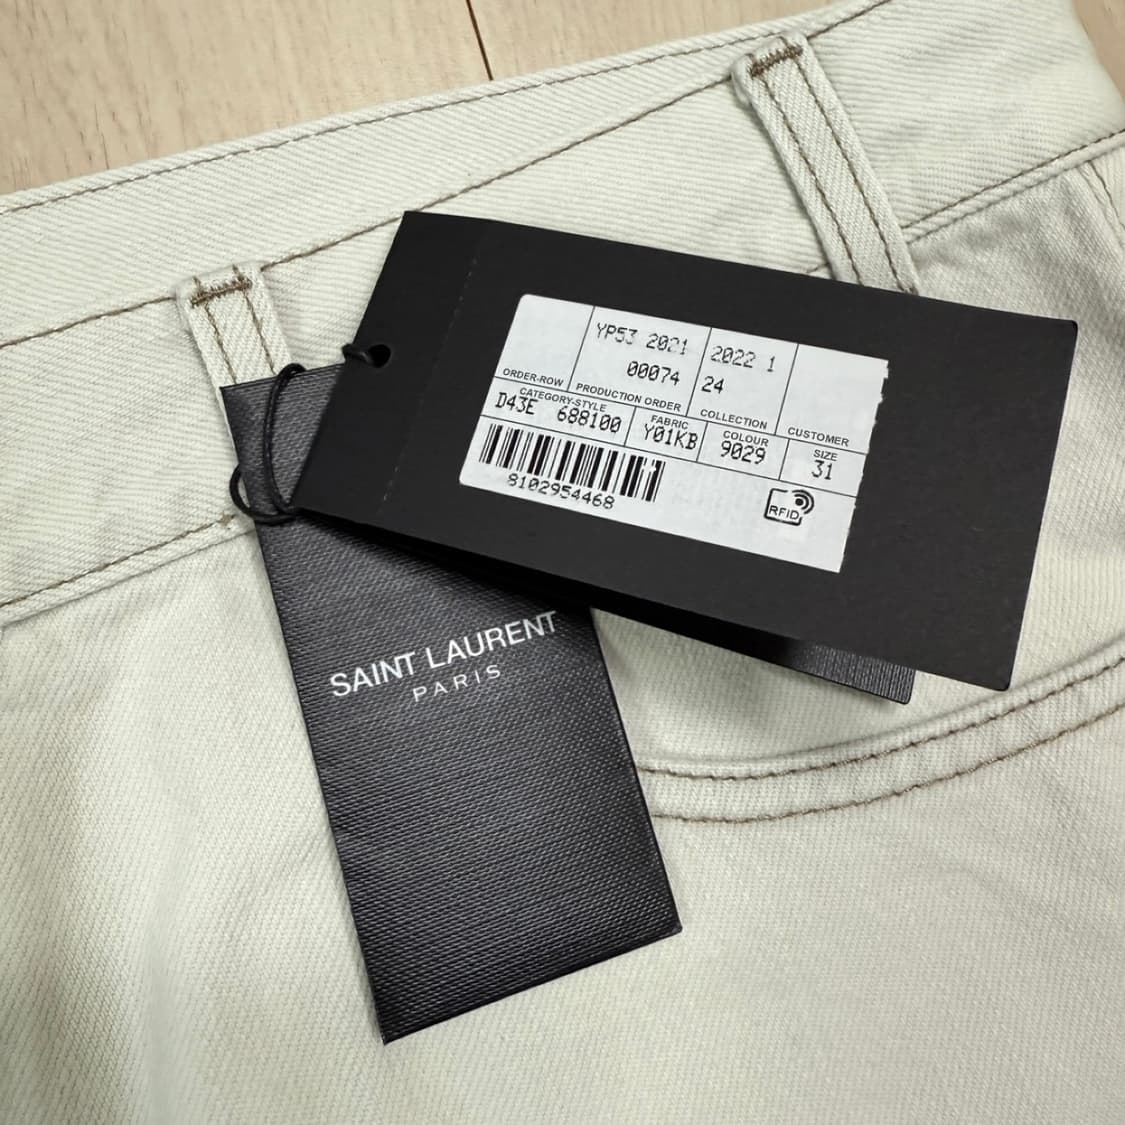 YP53 2021
00074
2022 1
24
ORDER-ROW
PRODUCTION ORDER
COLLECTION
CUSTOMER
CATEGORY-STYLE
D43E 688100
FABRIC
Y01KB
COLOUR
9029
SIZE
31
8102954468
RFID
SAINT LAURENT
PARIS